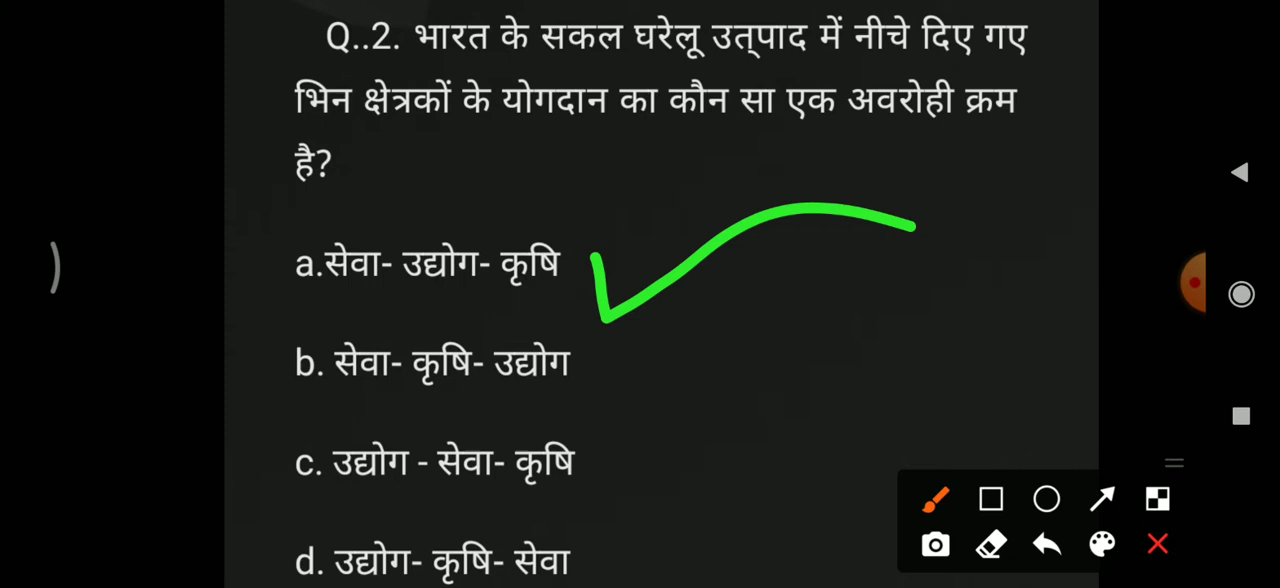 Q..2. भारत के सकल घरेलू उत्पाद में नीचे दिए गए
भिन क्षेत्रकों के योगदान का कौन सा एक अवरोही क्रम
है?
a.सेवा- उद्योग- कृषि
b. सेवा- कृषि- उद्योग
c. उद्योग - सेवा- कृषि
d. उद्योग- कृषि- सेवा